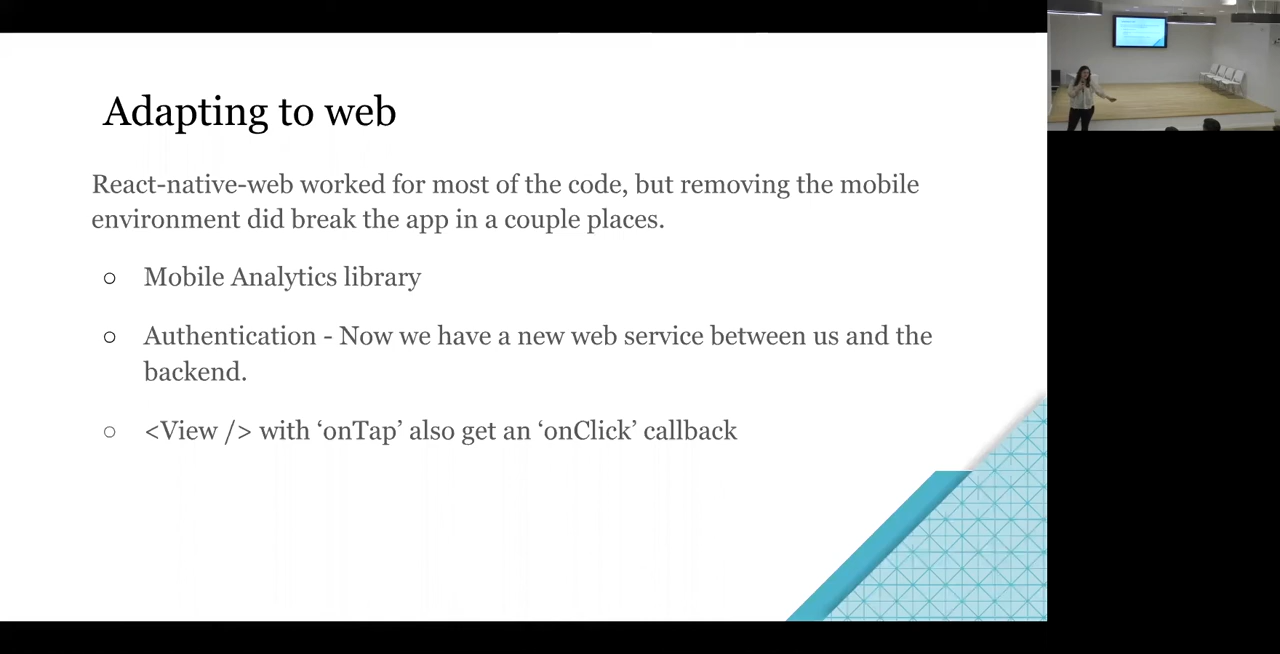 Adapting to web
React-native-web worked for most of the code, but removing the mobile
environment did break the app in a couple places.
○ Mobile Analytics library
○ Authentication - Now we have a new web service between us and the
backend.
○ <View /> with ‘onTap’ also get an ‘onClick’ callback